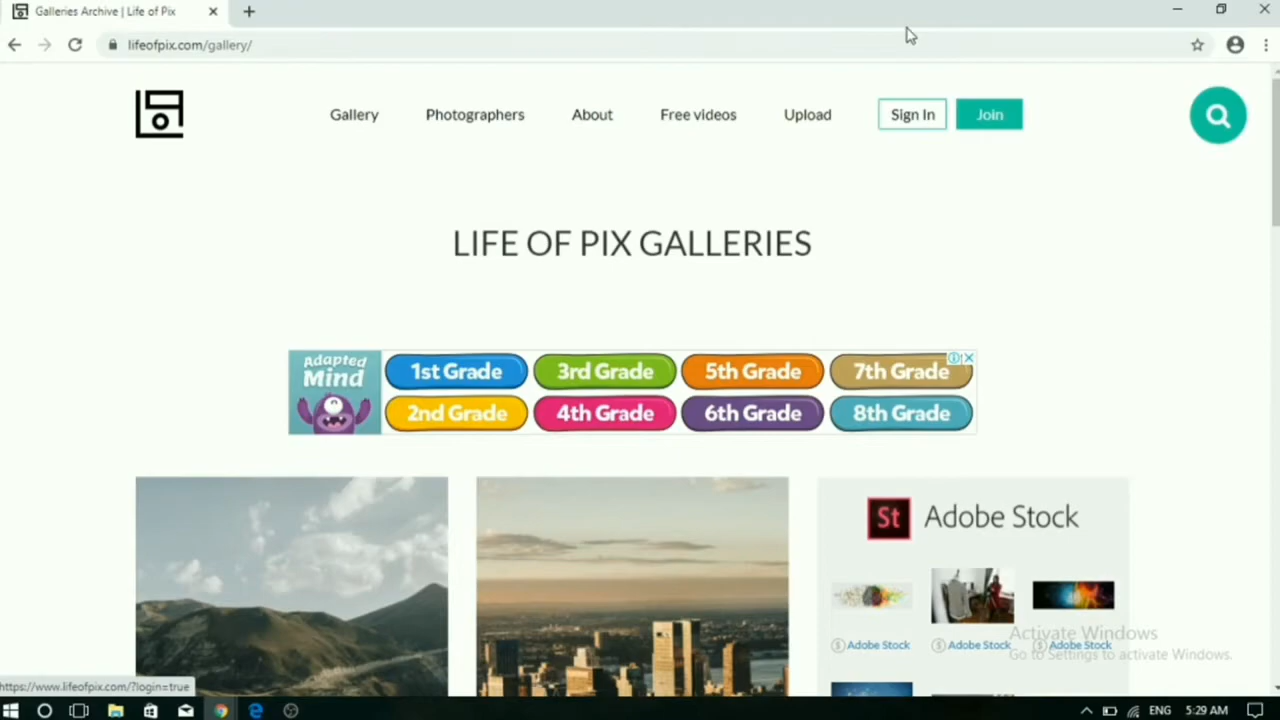 Galleries Archive | Life of Pix
lifeofpix.com/gallery/
Gallery Photographers About Free videos Upload Sign In Join
LIFE OF PIX GALLERIES
Adapted Mind
1st Grade 3rd Grade 5th Grade 7th Grade
2nd Grade 4th Grade 6th Grade 8th Grade
St Adobe Stock
Adobe Stock Adobe Stock Adobe Stock
Activate Windows
Go to Settings to activate Windows.
https://www.lifeofpix.com/?login=true
ENG 5:29 AM